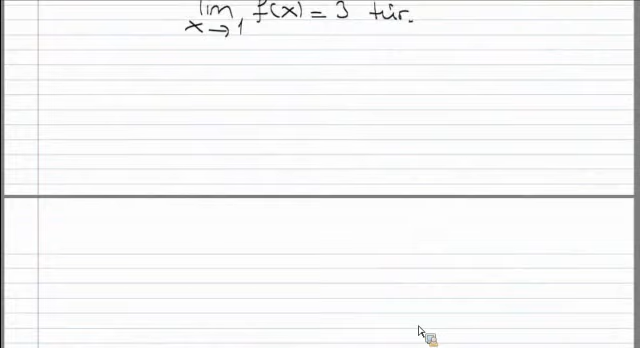 lim f(x) = 3 tür.
x→1